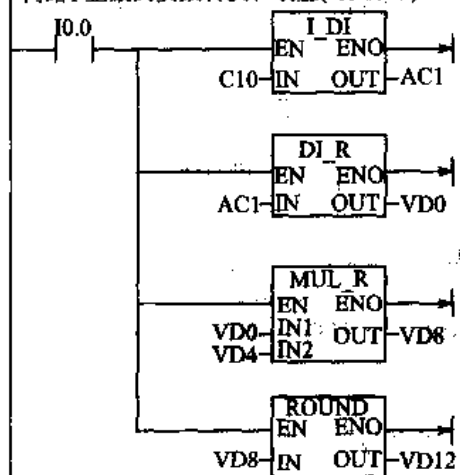 I0.0
I_DI
EN ENO
C10 IN OUT AC1
DI_R
EN ENO
AC1 IN OUT VD0
MUL_R
EN ENO
VD0 IN1 OUT VD8
VD4 IN2
ROUND
EN ENO
VD8 IN OUT VD12